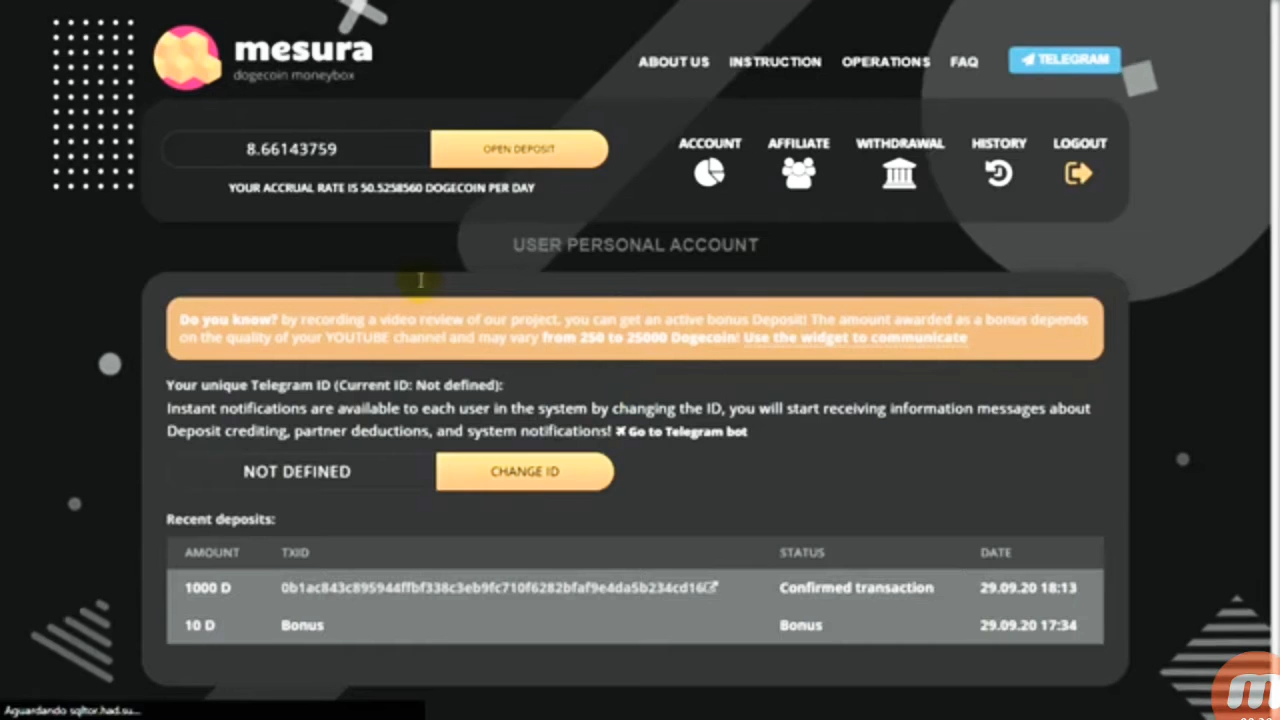 mesura
dogecoin moneybox
ABOUT US INSTRUCTION OPERATIONS FAQ TELEGRAM
8.66143759 OPEN DEPOSIT
ACCOUNT AFFILIATE WITHDRAWAL HISTORY LOGOUT
YOUR ACCRUAL RATE IS 50.5258560 DOGECOIN PER DAY
USER PERSONAL ACCOUNT
Do you know? by recording a video review of our project, you can get an active bonus Deposit! The amount awarded as a bonus depends
on the quality of your YOUTUBE channel and may vary from 250 to 25000 Dogecoin! Use the widget to communicate
Your unique Telegram ID (Current ID: Not defined):
Instant notifications are available to each user in the system by changing the ID, you will start receiving information messages about
Deposit crediting, partner deductions, and system notifications! Go to Telegram bot
NOT DEFINED CHANGE ID
Recent deposits:
AMOUNT TXID STATUS DATE
1000 D 0b1ac843c895944ffbf338c3eb9fc710f6282bfaf9e4da5b234cd16 Confirmed transaction 29.09.20 18:13
10 D Bonus Bonus 29.09.20 17:34
Aguardando sqltor.had.su...